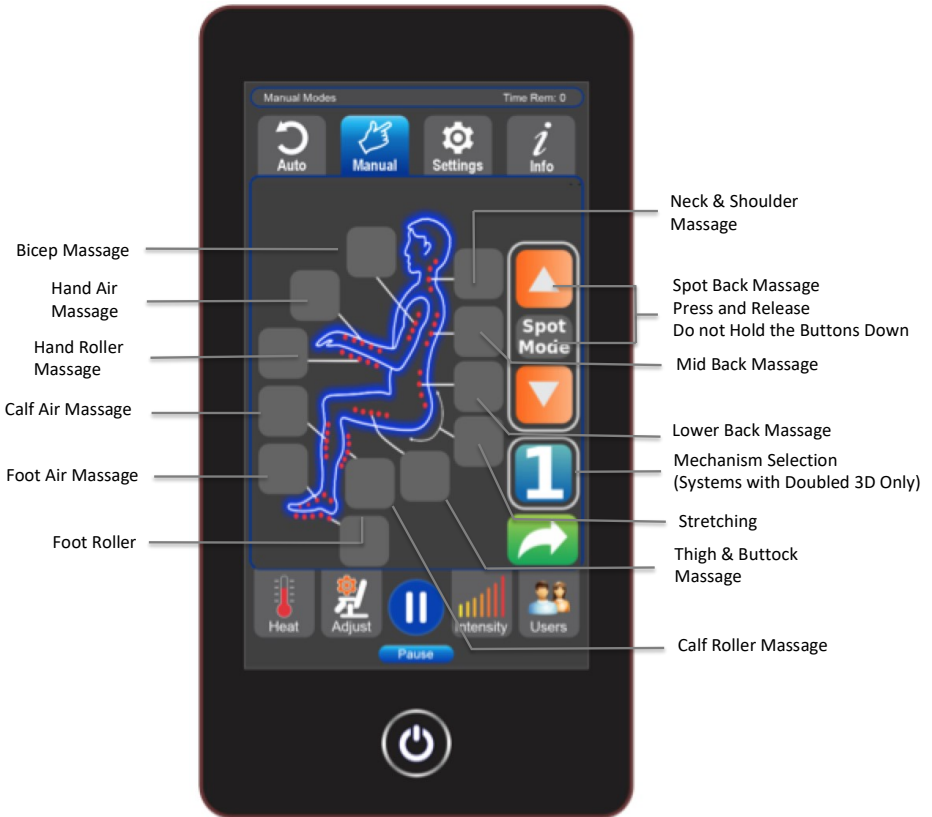 Manual Modes Time Rem: 0
Auto Manual Settings Info
Bicep Massage
Hand Air
Massage
Hand Roller
Massage
Calf Air Massage
Foot Air Massage
Foot Roller
Neck & Shoulder
Massage
Spot Back Massage
Press and Release
Do not Hold the Buttons Down
Spot
Mode
Mid Back Massage
Lower Back Massage
Mechanism Selection
(Systems with Doubled 3D Only)
1
Stretching
Thigh & Buttock
Massage
Calf Roller Massage
Heat Adjust Intensity Users
Pause